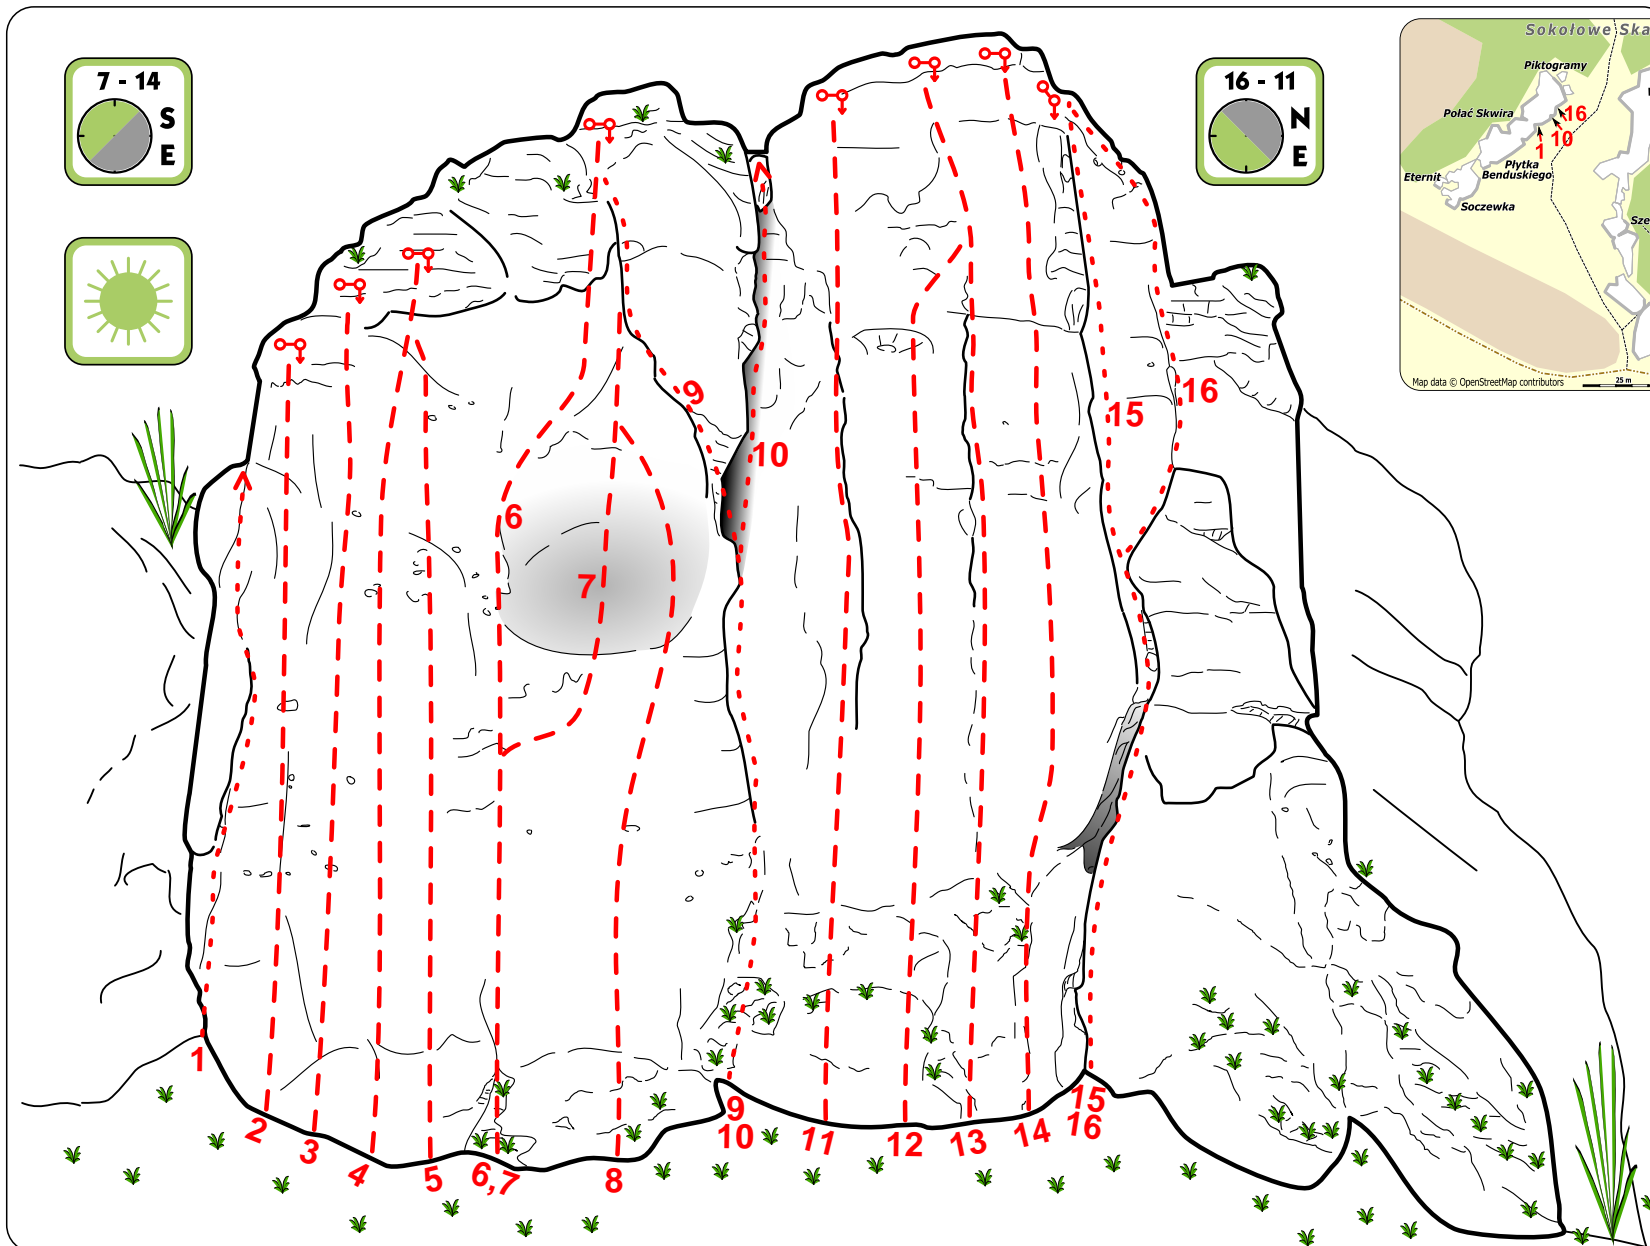 7 - 14
S
E
16 - 11
N
E
Sokołowe Ska
Piktogramy
Połać Skwira
16
10
1
Płytka
Benduskiego
Eternit
Soczewka
Sze
Map data © OpenStreetMap contributors
25 m
9
16
15
10
6
7
1
2
3
4
5
6,7
8
9
10
11
12
13
14
15
16